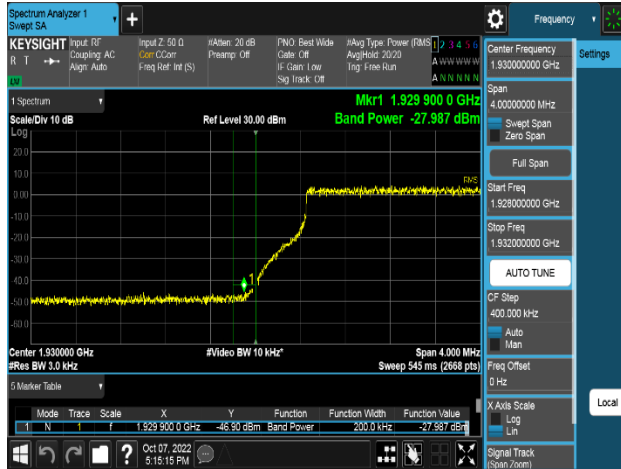 Spectrum Analyzer 1
Swept SA
+
Frequency
KEYSIGHT
R T
Input: RF
Coupling: AC
Align: Auto
Input Z: 50 Ω
Corr CCorr
Freq Ref: Int (S)
#Atten: 20 dB
Preamp: Off
PNO: Best Wide
Gate: Off
IF Gain: Low
Sig Track: Off
#Avg Type: Power (RMS
Avg|Hold: 20/20
Trig: Free Run
1 2 3 4 5 6
A W W W W W
A N N N N N
1 Spectrum
Scale/Div 10 dB
Ref Level 30.00 dBm
Mkr1 1.929 900 0 GHz
Band Power -27.987 dBm
Log
20.0
10.0
0.00
-10.0
-20.0
-30.0
-40.0
-50.0
-60.0
RMS
1
Center 1.930000 GHz
#Res BW 3.0 kHz
#Video BW 10 kHz*
Span 4.000 MHz
Sweep 545 ms (2668 pts)
5 Marker Table
Mode Trace Scale X Y Function Function Width Function Value
1 N 1 f 1.929 900 0 GHz -46.90 dBm Band Power 200.0 kHz -27.987 dBm
Oct 07, 2022
5:15:15 PM
Center Frequency
1.930000000 GHz
Settings
Span
4.00000000 MHz
Swept Span
Zero Span
Full Span
Start Freq
1.928000000 GHz
Stop Freq
1.932000000 GHz
AUTO TUNE
CF Step
400.000 kHz
Auto
Man
Freq Offset
0 Hz
X Axis Scale
Log
Lin
Local
Signal Track
(Span Zoom)